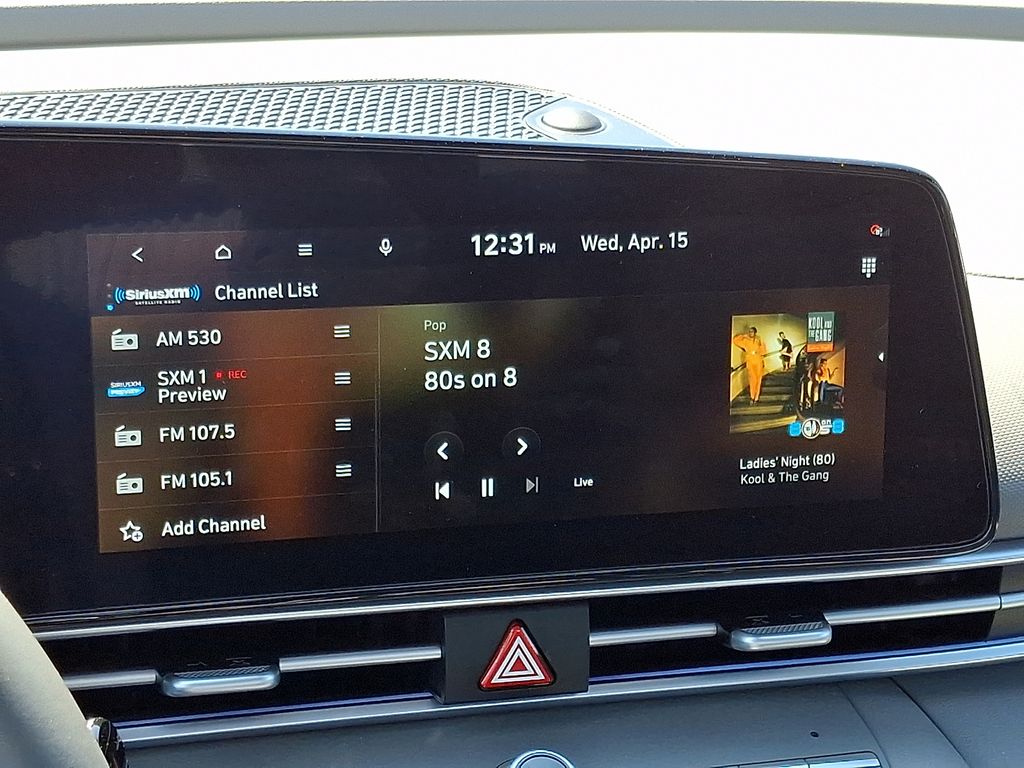 12:31 PM Wed, Apr. 15
SiriusXM
SATELLITE RADIO
Channel List
AM 530
SXM 1 REC
Preview
SIRIUSXM
PREVIEW
FM 107.5
FM 105.1
Add Channel
Pop
SXM 8
80s on 8
Live
KOOL AND
THE GANG
Ladies' Night (80)
Kool & The Gang